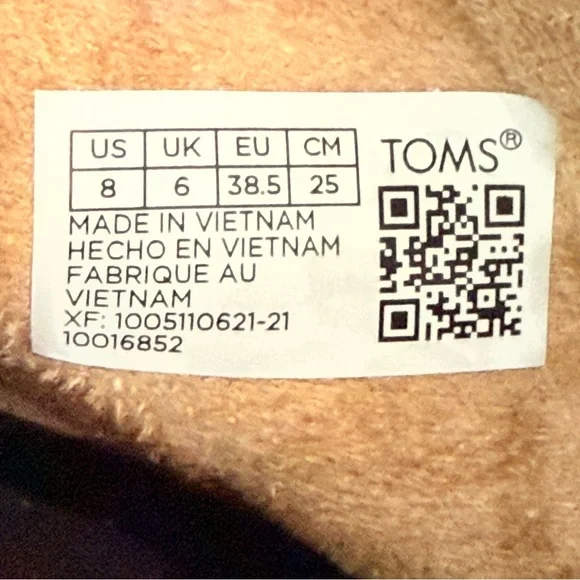 US UK EU CM
8 6 38.5 25
TOMS®
MADE IN VIETNAM
HECHO EN VIETNAM
FABRIQUE AU
VIETNAM
XF: 1005110621-21
10016852